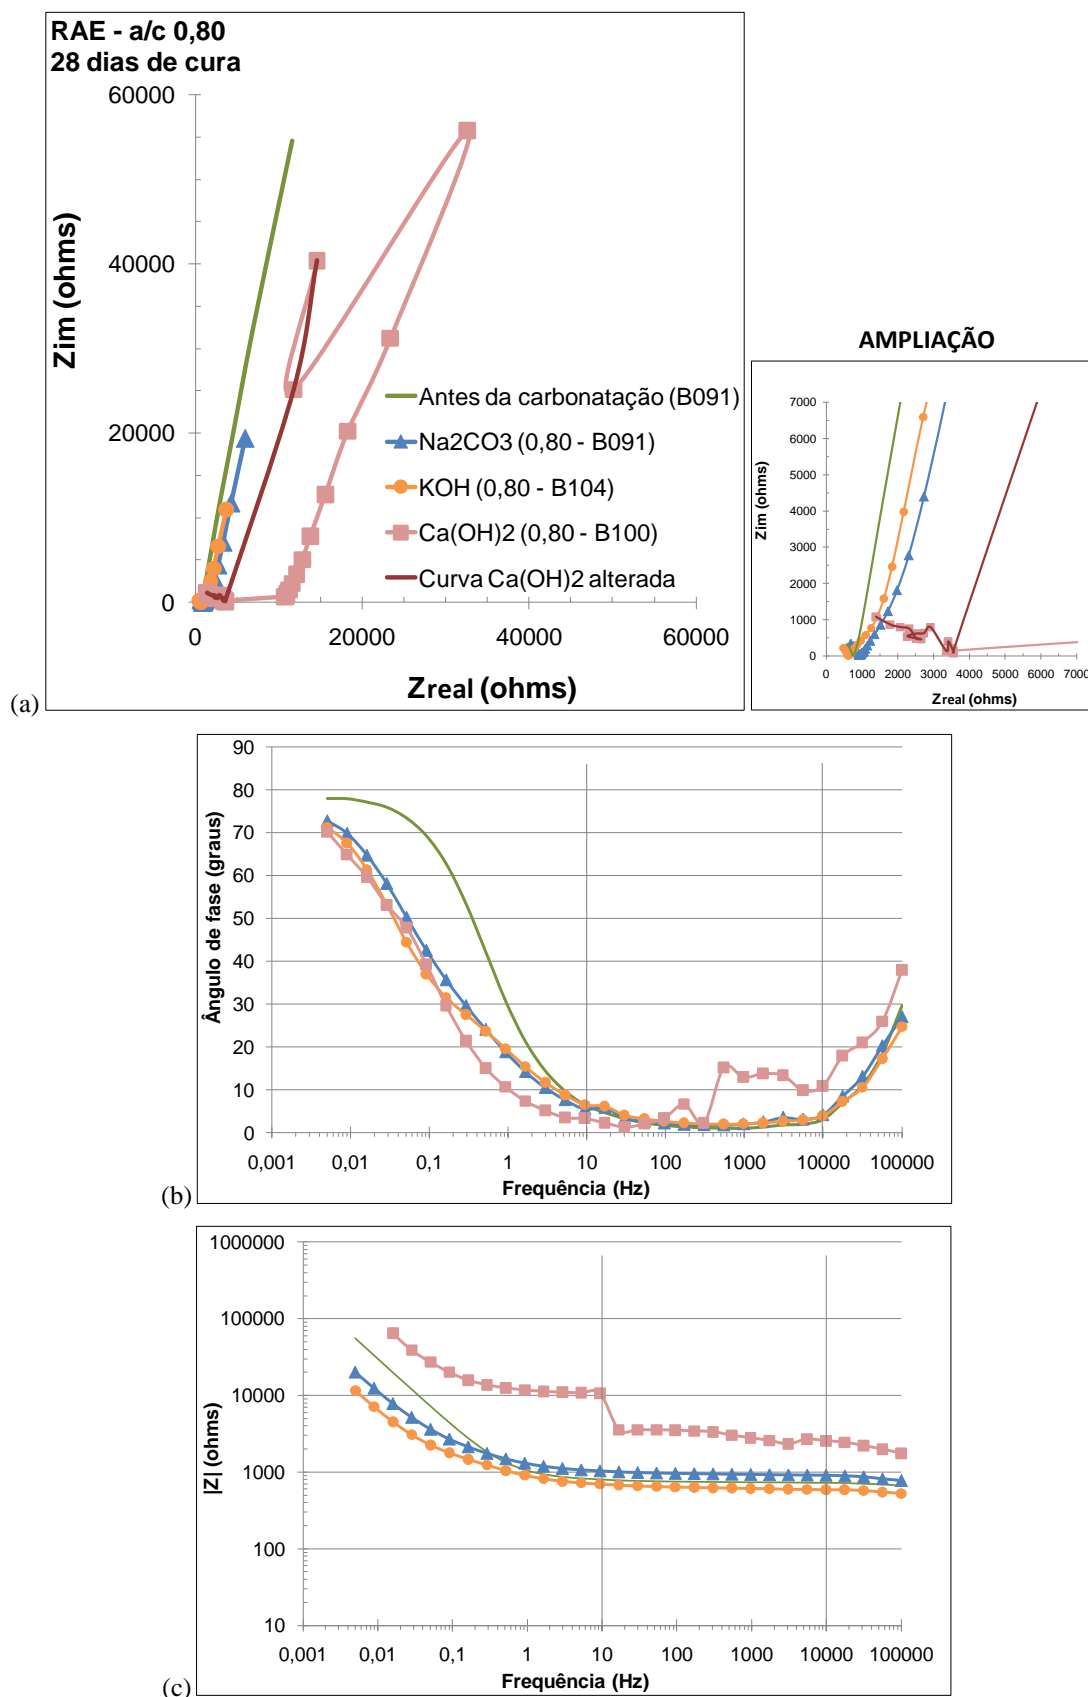 RAE - a/c 0,80
28 dias de cura
60000
40000
20000
0
Zim (ohms)
0
20000
40000
60000
Zreal (ohms)
Antes da carbonatação (B091)
Na2CO3 (0,80 - B091)
KOH (0,80 - B104)
Ca(OH)2 (0,80 - B100)
Curva Ca(OH)2 alterada
(a)
AMPLIAÇÃO
7000
6000
5000
4000
3000
2000
1000
0
Zim (ohms)
0 1000 2000 3000 4000 5000 6000 7000
Zreal (ohms)
90
80
70
60
50
40
30
20
10
0
Ângulo de fase (graus)
0,001 0,01 0,1 1 10 100 1000 10000 100000
Frequência (Hz)
(b)
1000000
100000
10000
1000
100
10
|Z| (ohms)
0,001 0,01 0,1 1 10 100 1000 10000 100000
Frequência (Hz)
(c)